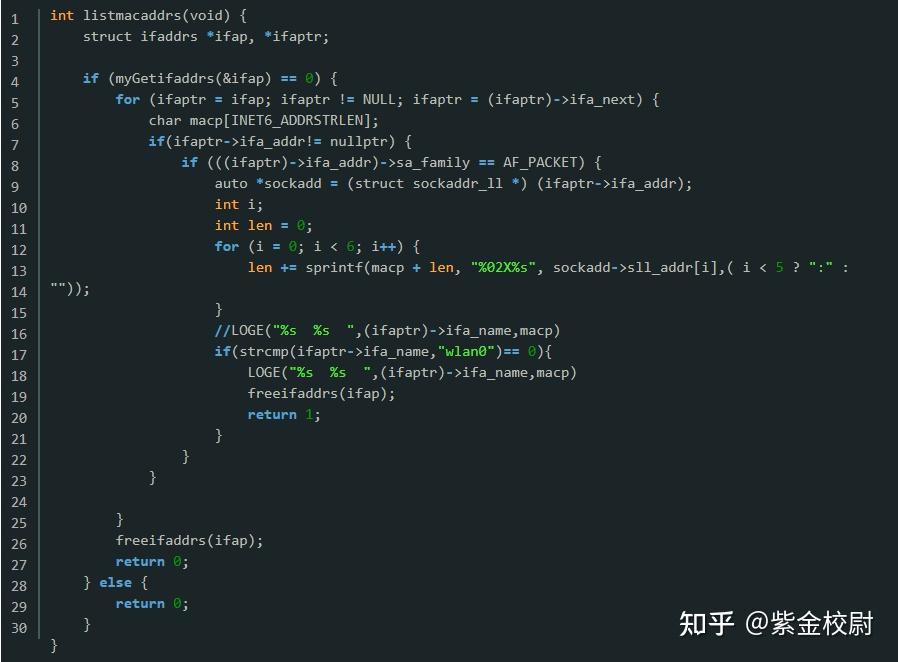 1 int listmacaddrs(void) {
2     struct ifaddrs *ifap, *ifaptr;
3
4     if (myGetifaddrs(&ifap) == 0) {
5         for (ifaptr = ifap; ifaptr != NULL; ifaptr = (ifaptr)->ifa_next) {
6             char macp[INET6_ADDRSTRLEN];
7             if(ifaptr->ifa_addr!= nullptr) {
8                 if (((ifaptr)->ifa_addr)->sa_family == AF_PACKET) {
9                     auto *sockadd = (struct sockaddr_ll *) (ifaptr->ifa_addr);
10                     int i;
11                     int len = 0;
12                     for (i = 0; i < 6; i++) {
13                         len += sprintf(macp + len, "%02X%s", sockadd->sll_addr[i],( i < 5 ? ":" :
14 ""));
15                     }
16                     //LOGE("%s  %s  ",(ifaptr)->ifa_name,macp)
17                     if(strcmp(ifaptr->ifa_name,"wlan0")== 0){
18                         LOGE("%s  %s  ",(ifaptr)->ifa_name,macp)
19                         freeifaddrs(ifap);
20                         return 1;
21                     }
22                 }
23             }
24
25         }
26         freeifaddrs(ifap);
27         return 0;
28     } else {
29         return 0;
30     }
}
知乎 @紫金校尉